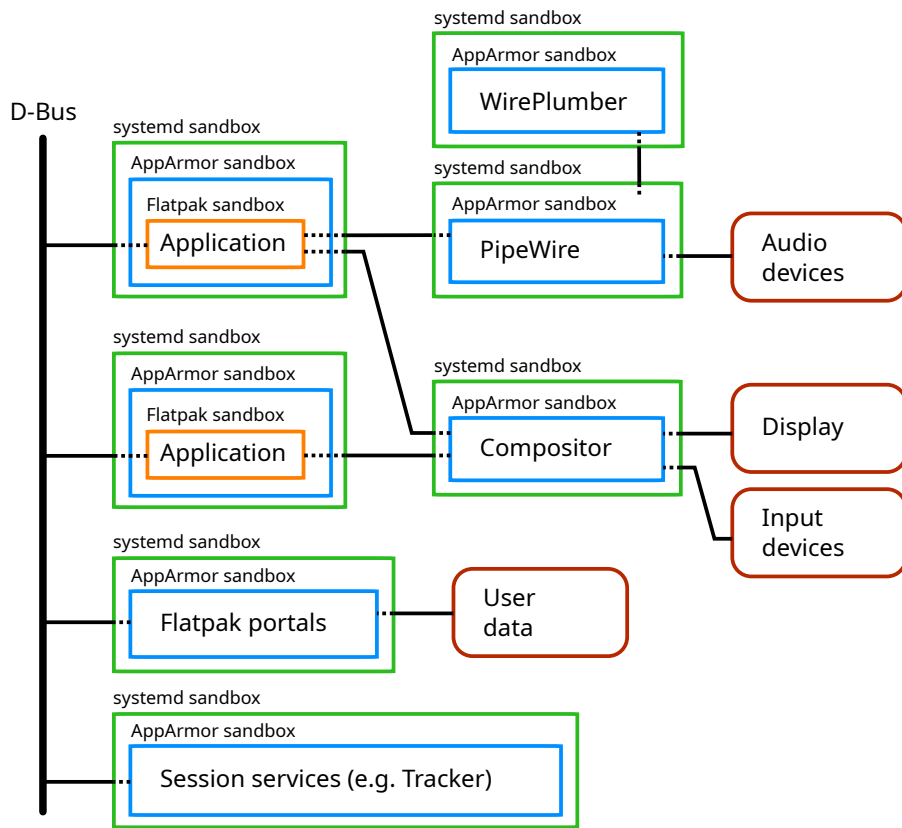 D-Bus
systemd sandbox
AppArmor sandbox
Flatpak sandbox
Application
systemd sandbox
AppArmor sandbox
WirePlumber
systemd sandbox
AppArmor sandbox
PipeWire
Audio
devices
systemd sandbox
AppArmor sandbox
Flatpak sandbox
Application
systemd sandbox
AppArmor sandbox
Compositor
Display
Input
devices
systemd sandbox
AppArmor sandbox
Flatpak portals
User
data
systemd sandbox
AppArmor sandbox
Session services (e.g. Tracker)